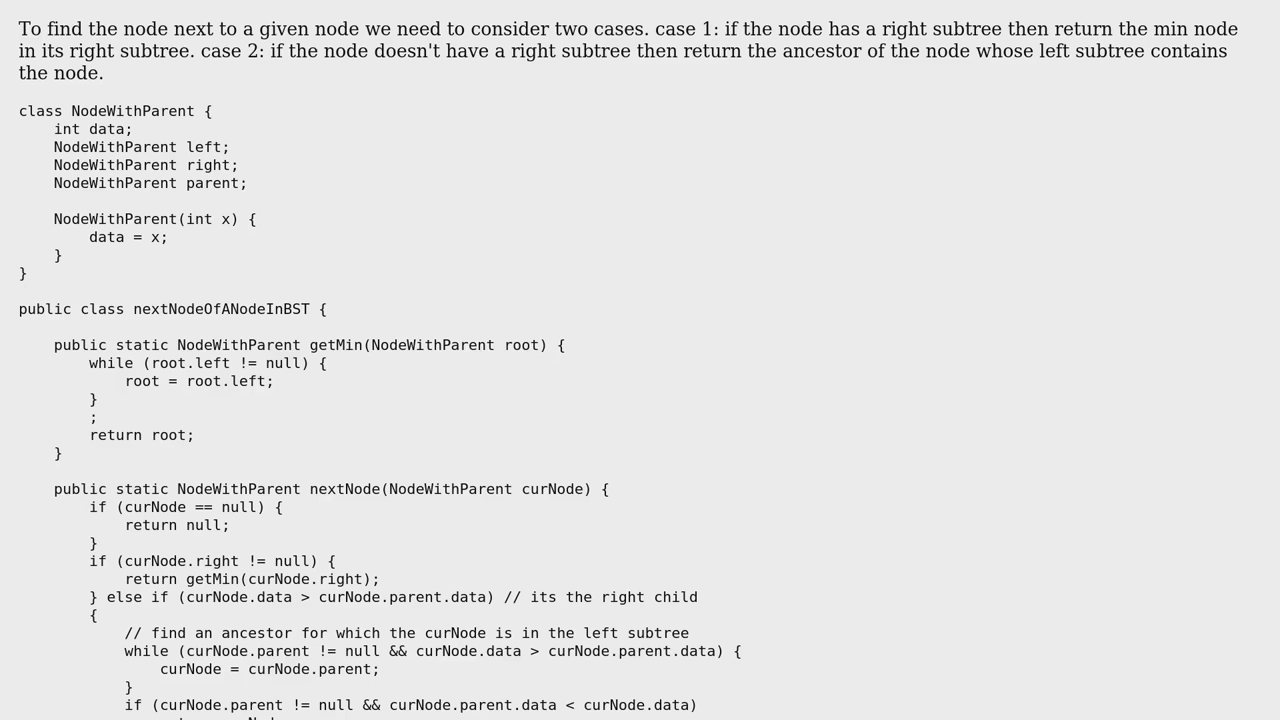 To find the node next to a given node we need to consider two cases. case 1: if the node has a right subtree then return the min node
in its right subtree. case 2: if the node doesn't have a right subtree then return the ancestor of the node whose left subtree contains
the node.
class NodeWithParent {
    int data;
    NodeWithParent left;
    NodeWithParent right;
    NodeWithParent parent;
    NodeWithParent(int x) {
        data = x;
    }
}
public class nextNodeOfANodeInBST {
    public static NodeWithParent getMin(NodeWithParent root) {
        while (root.left != null) {
            root = root.left;
        }
        ;
        return root;
    }
    public static NodeWithParent nextNode(NodeWithParent curNode) {
        if (curNode == null) {
            return null;
        }
        if (curNode.right != null) {
            return getMin(curNode.right);
        } else if (curNode.data > curNode.parent.data) // its the right child
        {
            // find an ancestor for which the curNode is in the left subtree
            while (curNode.parent != null && curNode.data > curNode.parent.data) {
                curNode = curNode.parent;
            }
            if (curNode.parent != null && curNode.parent.data < curNode.data)